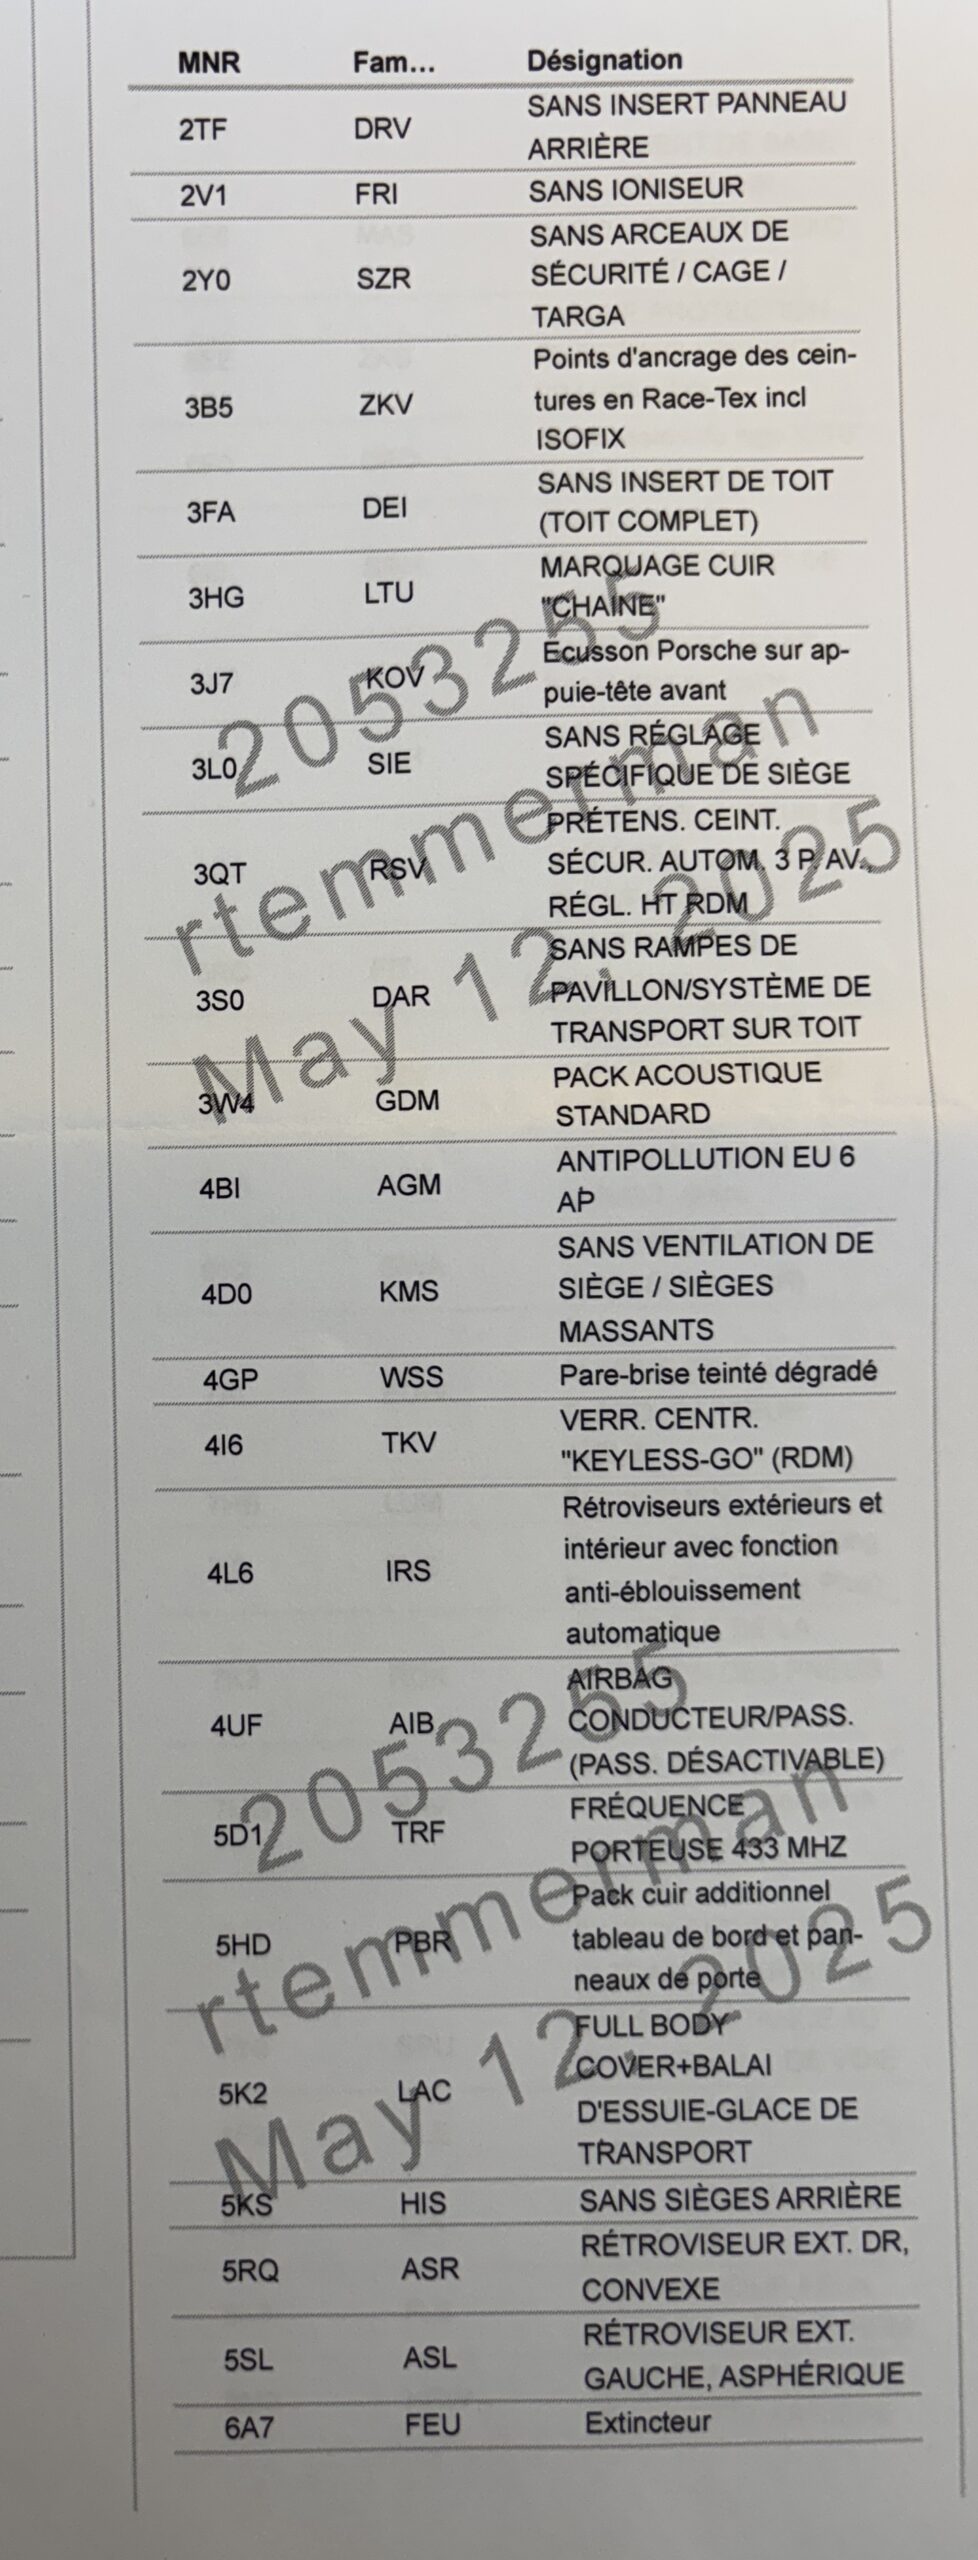 MNR Fam... Désignation
2TF DRV SANS INSERT PANNEAU
ARRIÈRE
2V1 FRI SANS IONISEUR
2Y0 SZR SANS ARCEAUX DE
SÉCURITÉ / CAGE /
TARGA
3B5 ZKV Points d'ancrage des cein-
tures en Race-Tex incl
ISOFIX
3FA DEI SANS INSERT DE TOIT
(TOIT COMPLET)
3HG LTU MARQUAGE CUIR
"CHAINE"
3J7 KOV Ecusson Porsche sur ap-
puie-tête avant
3L0 SIE SANS RÉGLAGE
SPÉCIFIQUE DE SIÈGE
3QT RSV PRÉTENS. CEINT.
SÉCUR. AUTOM. 3 P. AV.,
RÉGL. HT RDM
3S0 DAR SANS RAMPES DE
PAVILLON/SYSTÈME DE
TRANSPORT SUR TOIT
3W4 GDM PACK ACOUSTIQUE
STANDARD
4BI AGM ANTIPOLLUTION EU 6
AP
4D0 KMS SANS VENTILATION DE
SIÈGE / SIÈGES
MASSANTS
4GP WSS Pare-brise teinté dégradé
4I6 TKV VERR. CENTR.
"KEYLESS-GO" (RDM)
4L6 IRS Rétroviseurs extérieurs et
intérieur avec fonction
anti-éblouissement
automatique
4UF AIB AIRBAG
CONDUCTEUR/PASS.
(PASS. DÉSACTIVABLE)
5D1 TRF FRÉQUENCE
PORTEUSE 433 MHZ
5HD PBR Pack cuir additionnel
tableau de bord et pan-
neaux de porte
5K2 LAC FULL BODY
COVER+BALAI
D'ESSUIE-GLACE DE
TRANSPORT
5KS HIS SANS SIÈGES ARRIÈRE
5RQ ASR RÉTROVISEUR EXT. DR,
CONVEXE
5SL ASL RÉTROVISEUR EXT.
GAUCHE, ASPHÉRIQUE
6A7 FEU Extincteur
2053255
rtemmerman
May 12, 2025
2053255
rtemmerman
May 12, 2025